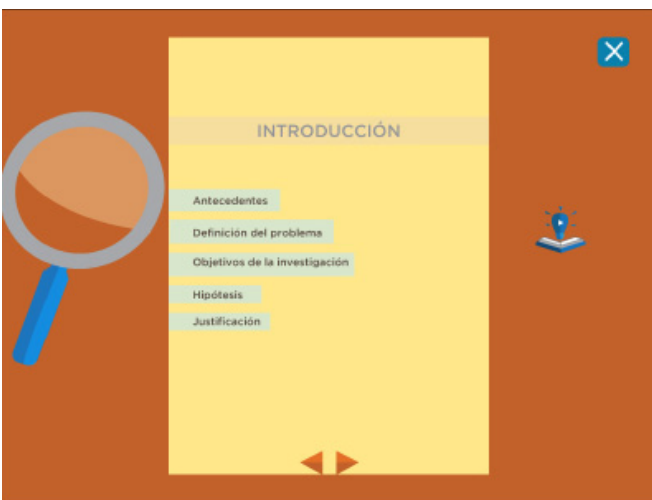 INTRODUCCIÓN
Antecedentes
Definición del problema
Objetivos de la investigación
Hipótesis
Justificación